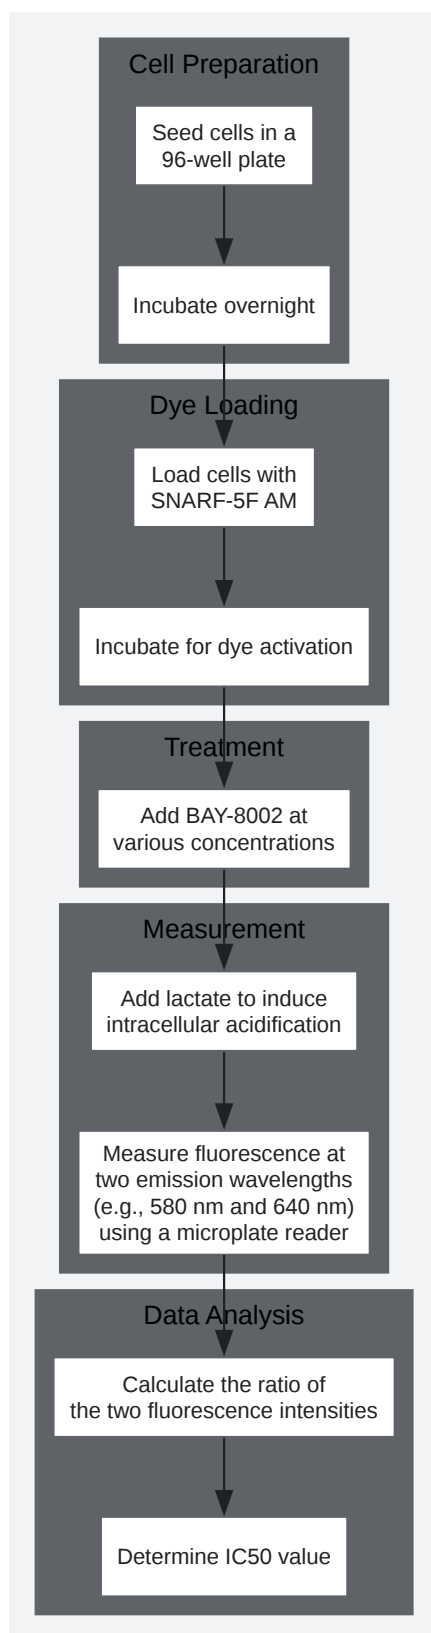 Cell Preparation
Seed cells in a
96-well plate
Incubate overnight
Dye Loading
Load cells with
SNARF-5F AM
Incubate for dye activation
Treatment
Add BAY-8002 at
various concentrations
Measurement
Add lactate to induce
intracellular acidification
Measure fluorescence at
two emission wavelengths
(e.g., 580 nm and 640 nm)
using a microplate reader
Data Analysis
Calculate the ratio of
the two fluorescence intensities
Determine IC50 value